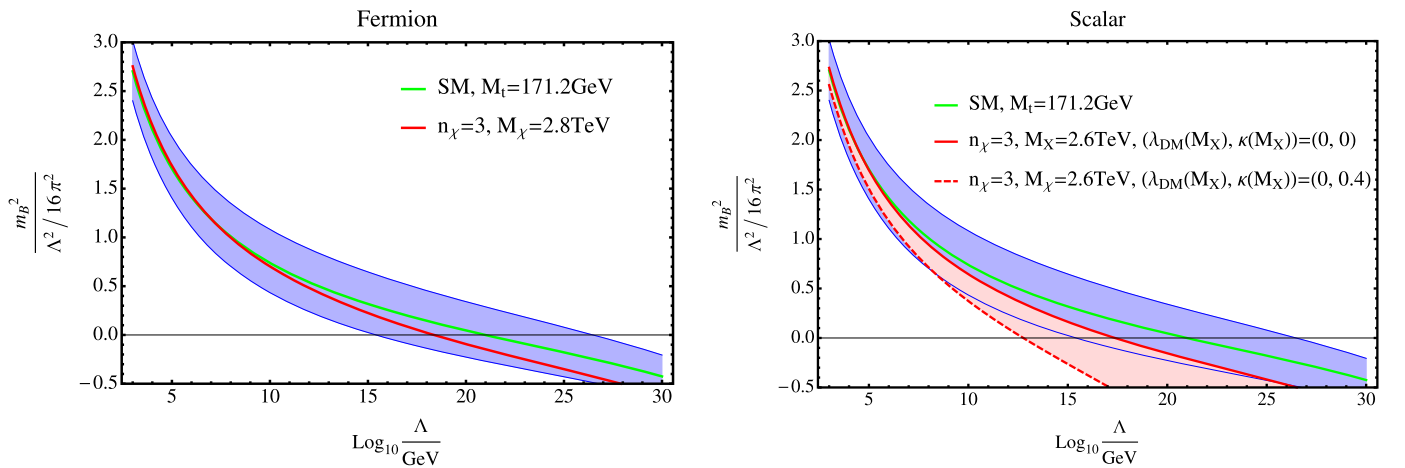 Fermion
3.0
2.5
2.0
1.5
1.0
0.5
0.0
−0.5
5 10 15 20 25 30
m_B^2
Λ^2 / 16 π^2
Log_10 Λ
GeV
SM, M_t=171.2GeV
n_χ=3, M_χ=2.8TeV
Scalar
3.0
2.5
2.0
1.5
1.0
0.5
0.0
−0.5
5 10 15 20 25 30
m_B^2
Λ^2 / 16 π^2
Log_10 Λ
GeV
SM, M_t=171.2GeV
n_χ=3, M_X=2.6TeV, (λ_DM(M_X), κ(M_X))=(0, 0)
n_χ=3, M_χ=2.6TeV, (λ_DM(M_X), κ(M_X))=(0, 0.4)